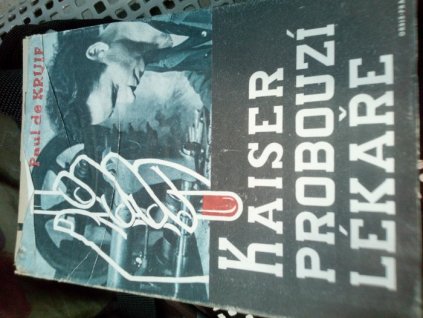 Paul de KRUIF
KAISER
PROBOUZÍ
LÉKAŘE